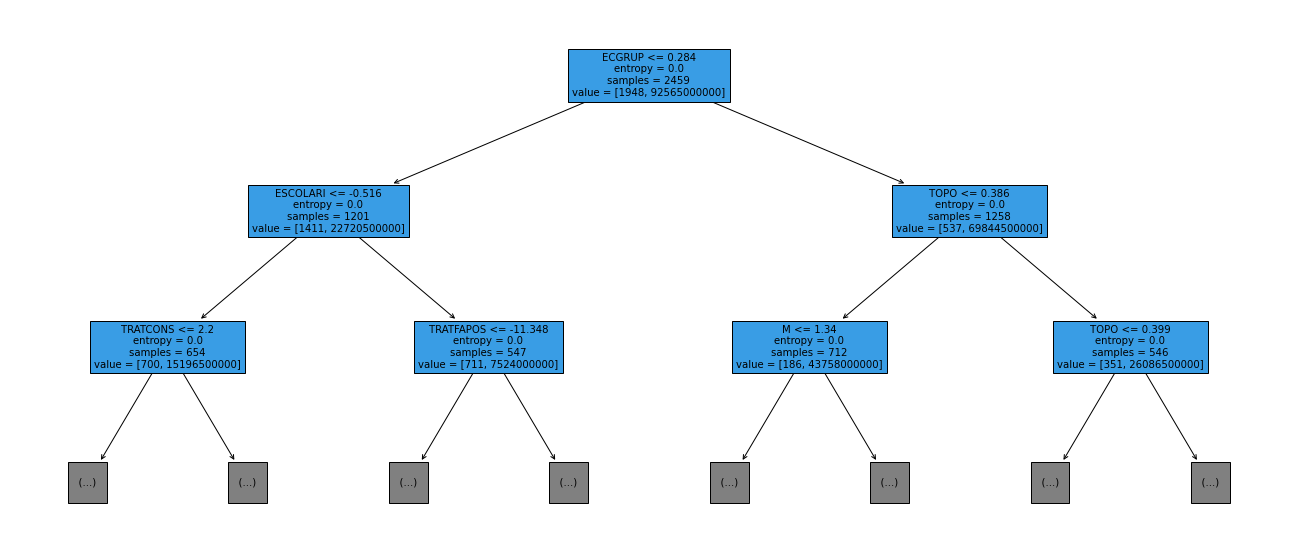 ECGRUP <= 0.284
entropy = 0.0
samples = 2459
value = [1948, 92565000000]
ESCOLARI <= -0.516
entropy = 0.0
samples = 1201
value = [1411, 22720500000]
TOPO <= 0.386
entropy = 0.0
samples = 1258
value = [537, 69844500000]
TRATCONS <= 2.2
entropy = 0.0
samples = 654
value = [700, 15196500000]
TRATFAPOS <= -11.348
entropy = 0.0
samples = 547
value = [711, 7524000000]
M <= 1.34
entropy = 0.0
samples = 712
value = [186, 43758000000]
TOPO <= 0.399
entropy = 0.0
samples = 546
value = [351, 26086500000]
(...)
(...)
(...)
(...)
(...)
(...)
(...)
(...)